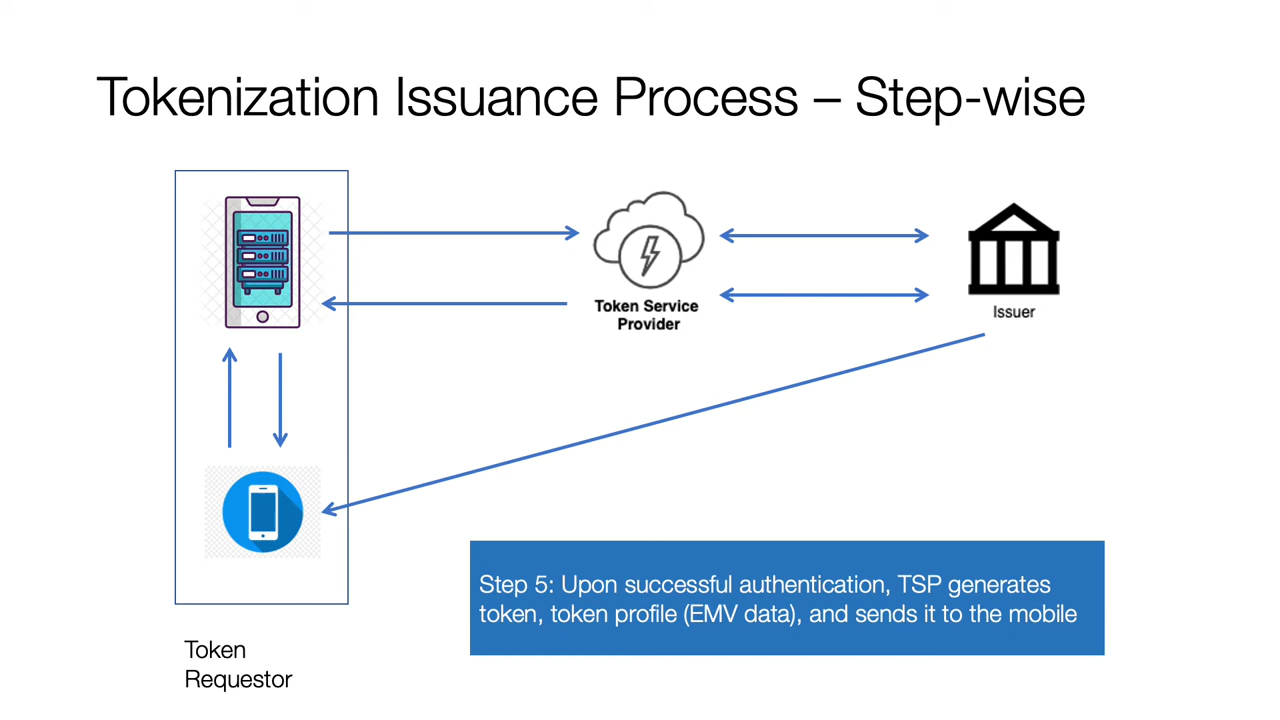 Tokenization Issuance Process – Step-wise
Token Service
Provider
Issuer
Step 5: Upon successful authentication, TSP generates
token, token profile (EMV data), and sends it to the mobile
Token
Requestor